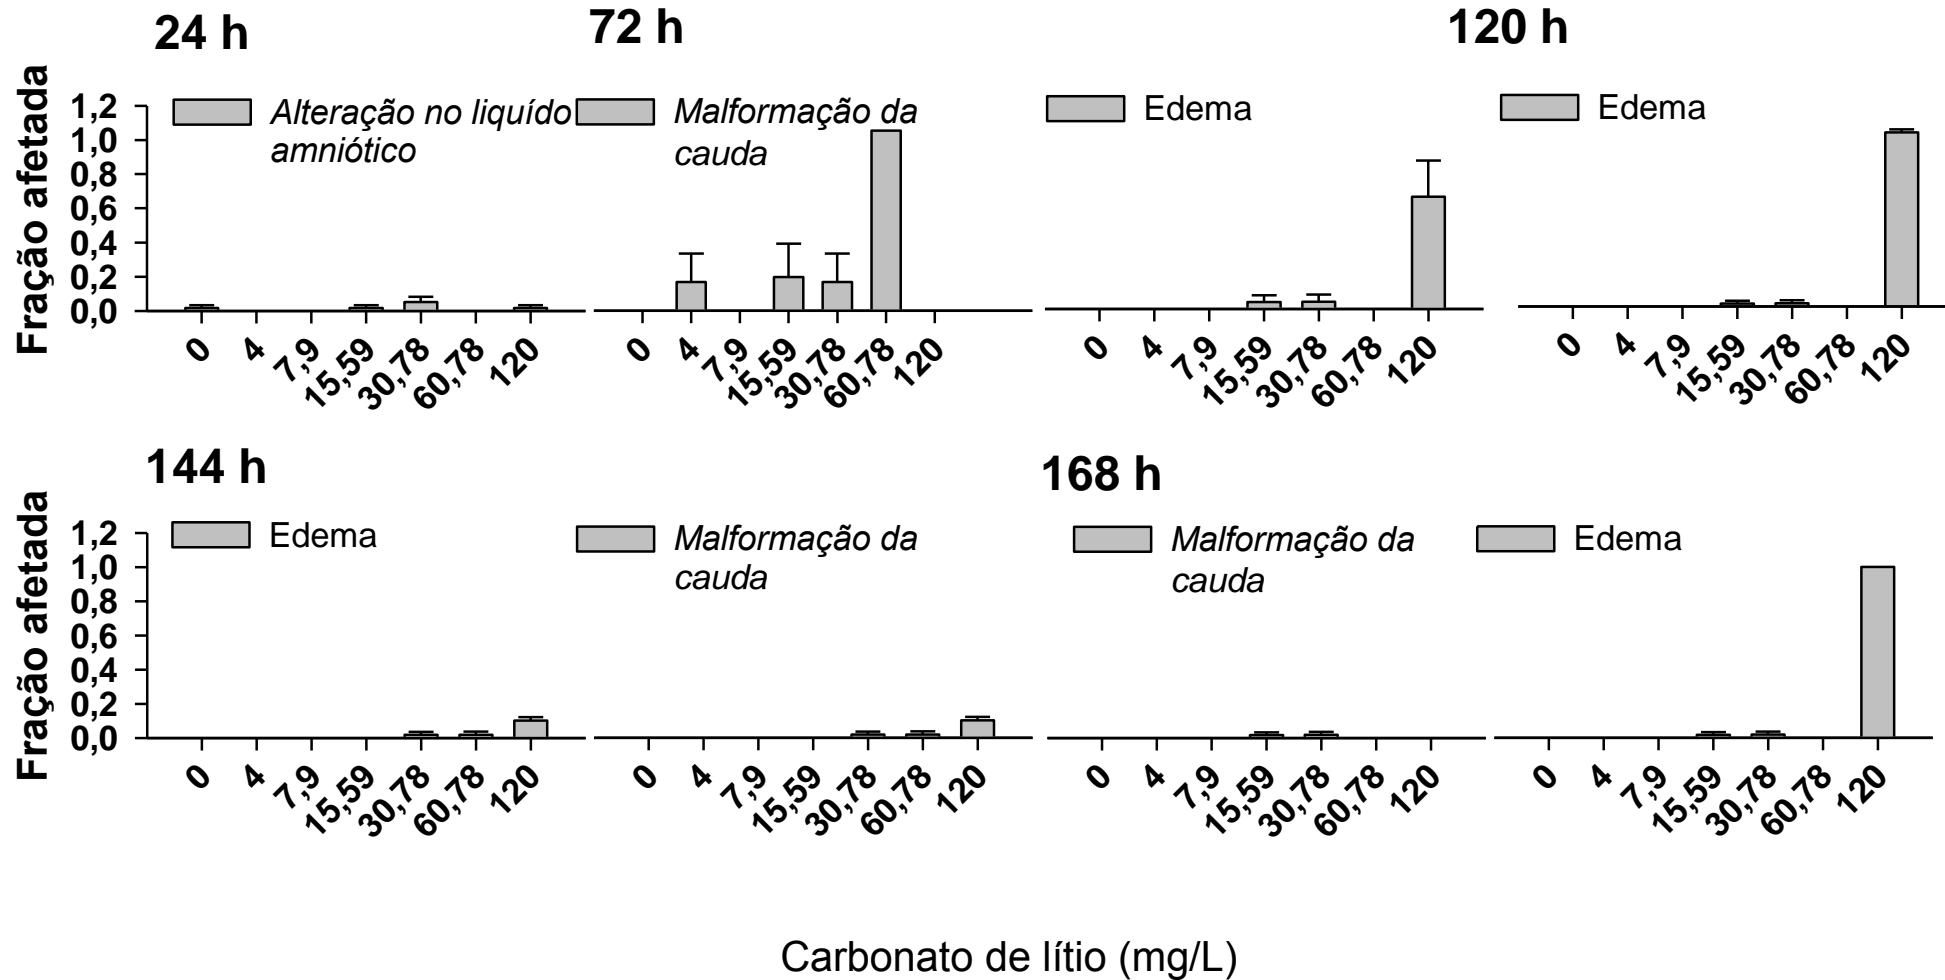 24 h
72 h
120 h
Fração afetada
1,2
1,0
0,8
0,6
0,4
0,2
0,0
Alteração no liquído
amniótico
Malformação da
cauda
Edema
Edema
0 4 7,9 15,59 30,78 60,78 120
0 4 7,9 15,59 30,78 60,78 120
0 4 7,9 15,59 30,78 60,78 120
0 4 7,9 15,59 30,78 60,78 120
144 h
168 h
Fração afetada
1,2
1,0
0,8
0,6
0,4
0,2
0,0
Edema
Malformação da
cauda
Malformação da
cauda
Edema
0 4 7,9 15,59 30,78 60,78 120
0 4 7,9 15,59 30,78 60,78 120
0 4 7,9 15,59 30,78 60,78 120
0 4 7,9 15,59 30,78 60,78 120
Carbonato de lítio (mg/L)